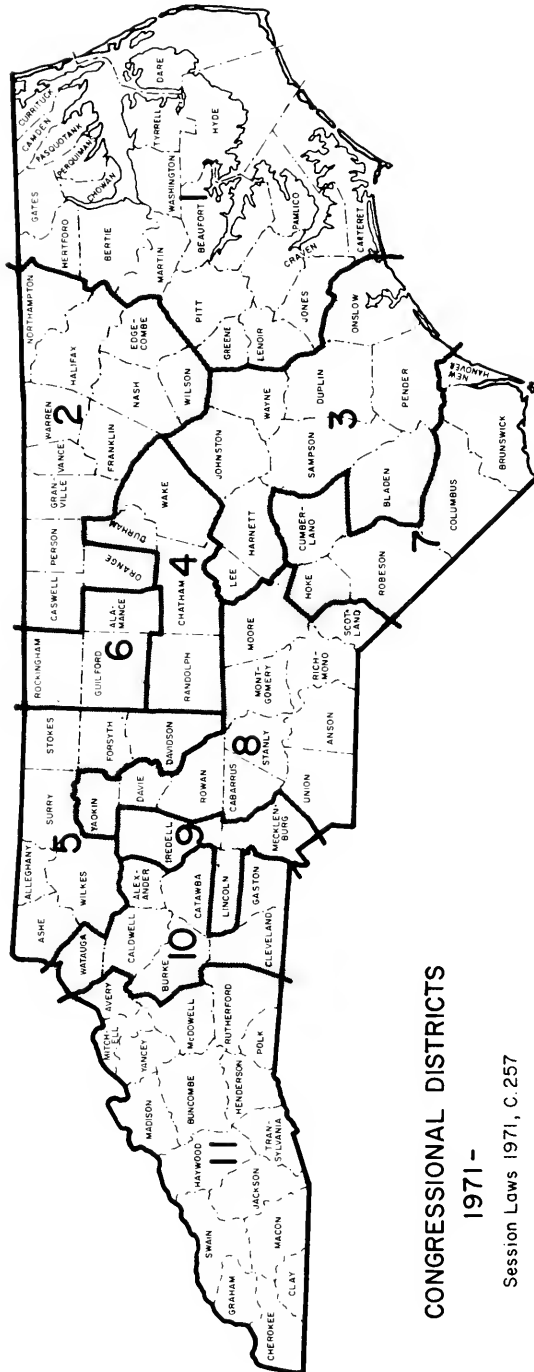 CONGRESSIONAL DISTRICTS
1971-
Session Laws 1971, C.257
CHEROKEE
GRAHAM
CLAY
MACON
SWAIN
JACKSON
HAYWOOD
11
TRAN-
SYLVANIA
HENDERSON
BUNCOMBE
MADISON
POLK
RUTHERFORD
McDOWELL
YANCEY
MITCH-
ELL
AVERY
WATAUGA
BURKE
10
CALDWELL
CLEVELAND
CATAWBA
ALEX-
ANDER
LINCOLN
GASTON
ASHE
ALLEGHANY
WILKES
5
SURRY
YADKIN
STOKES
FORSYTH
DAVIDSON
DAVIE
IREDELL
9
MECKLEN-
BURG
ROWAN
CABARRUS
8
STANLY
UNION
ANSON
MONT-
GOMERY
RICH-
MOND
MOORE
SCOT-
LAND
HOKE
ROCKINGHAM
GUILFORD
6
ALA-
MANCE
CASWELL
RANDOLPH
CHATHAM
4
ORANGE
DURHAM
WAKE
PERSON
GRAN-
VILLE
VANCE
WARREN
2
FRANKLIN
HALIFAX
NORTHAMPTON
NASH
EDGE-
COMBE
WILSON
LEE
HARNETT
JOHNSTON
WAYNE
CUMBER-
LAND
SAMPSON
3
DUPLIN
BLADEN
PENDER
ONSLOW
ROBESON
7
COLUMBUS
BRUNSWICK
NEW
HANOVER
GATES
HERTFORD
BERTIE
MARTIN
PITT
GREENE
LENOIR
JONES
CRAVEN
PAMLICO
CARTERET
BEAUFORT
1
WASHINGTON
TYRRELL
HYDE
DARE
CHOWAN
PERQUIMANS
PASQUOTANK
CAMDEN
CURRITUCK